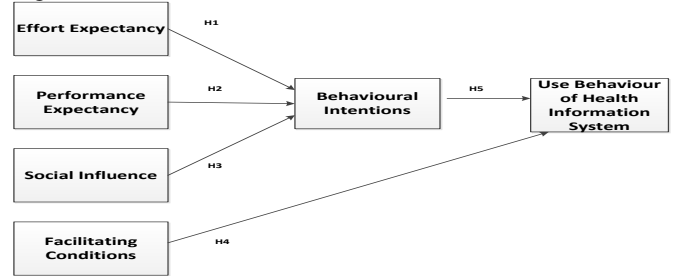 Effort Expectancy
H1
Performance
Expectancy
H2
Social Influence
H3
Facilitating
Conditions
H4
Behavioural
Intentions
H5
Use Behaviour
of Health
Information
System